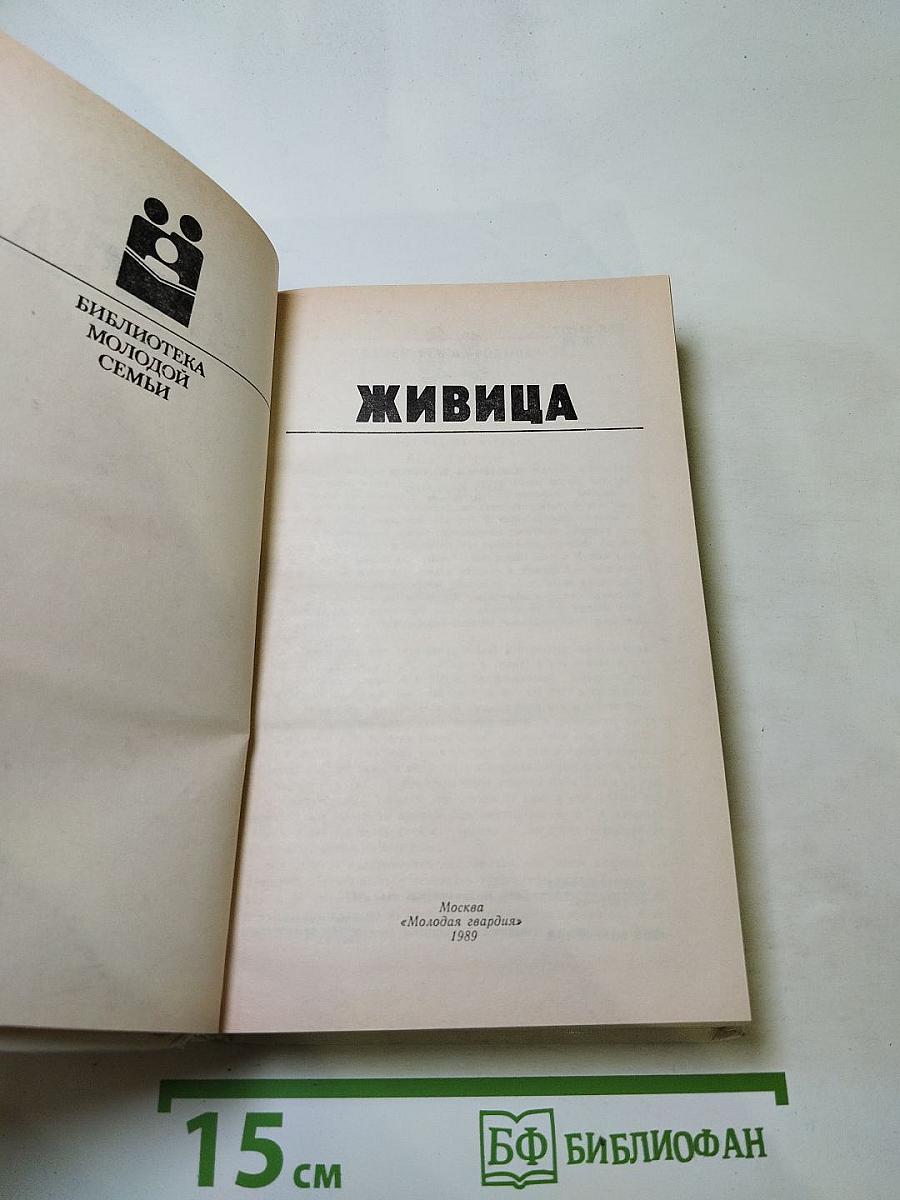 БИБЛИОТЕКА
МОЛОДОЙ
СЕМЬИ
ЖИВИЦА
Москва
«Молодая гвардия»
1989
15 см
БФ БИБЛИОФАН